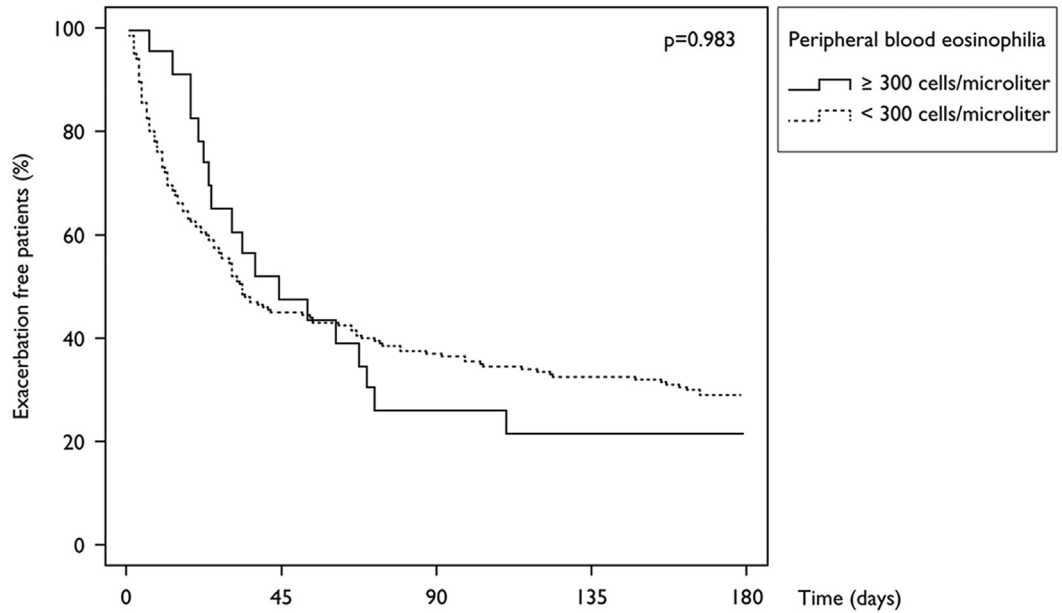 100
80
60
40
20
0
Exacerbation free patients (%)
p=0.983
Peripheral blood eosinophilia
≥ 300 cells/microliter
< 300 cells/microliter
0 45 90 135 180 Time (days)